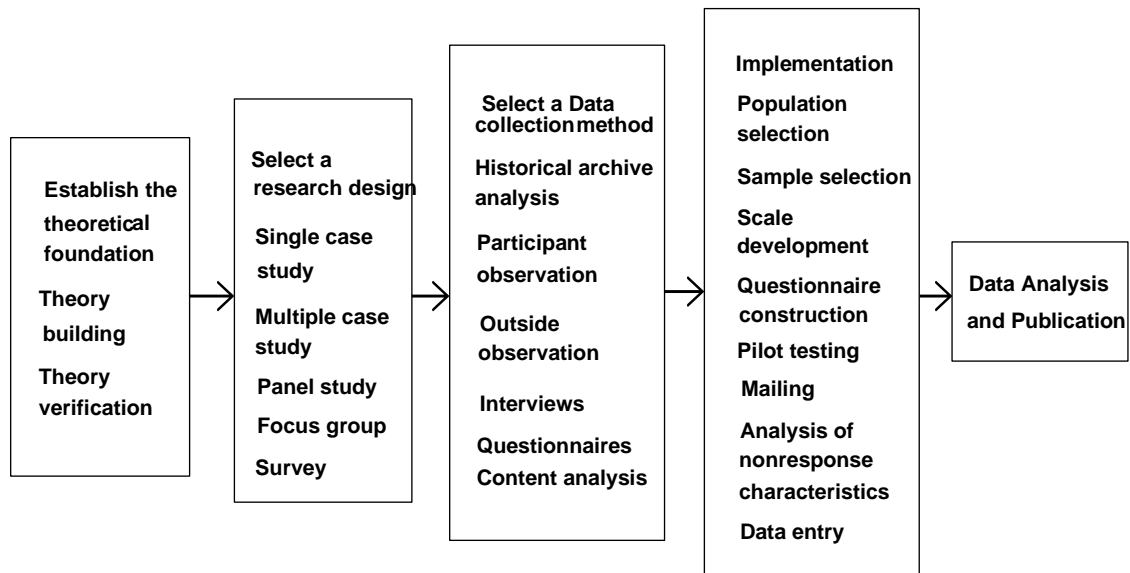 Establish the
theoretical
foundation
Theory
building
Theory
verification
Select a
research design
Single case
study
Multiple case
study
Panel study
Focus group
Survey
Select a Data
collection method
Historical archive
analysis
Participant
observation
Outside
observation
Interviews
Questionnaires
Content analysis
Implementation
Population
selection
Sample selection
Scale
development
Questionnaire
construction
Pilot testing
Mailing
Analysis of
nonresponse
characteristics
Data entry
Data Analysis
and Publication